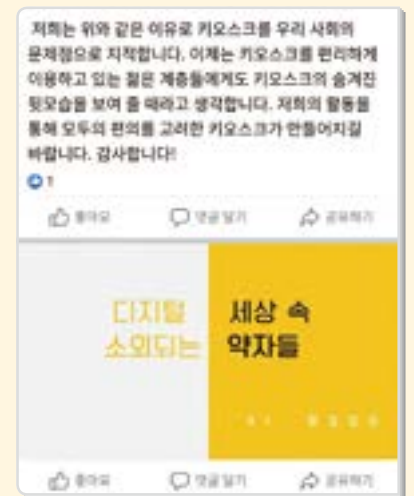 저희는 위와 같은 이유로 키오스크를 우리 사회의
문제점으로 지적합니다. 이제는 키오스크를 편리하게
이용하고 있는 젊은 계층들에게도 키오스크의 숨겨진
뒷모습을 보여 줄 때라고 생각합니다. 저희의 활동을
통해 모두의 편의를 고려한 키오스크가 만들어지길
바랍니다. 감사합니다!
1
좋아요 댓글 달기 공유하기
디지털 세상 속
소외되는 약자들
좋아요 댓글 달기 공유하기